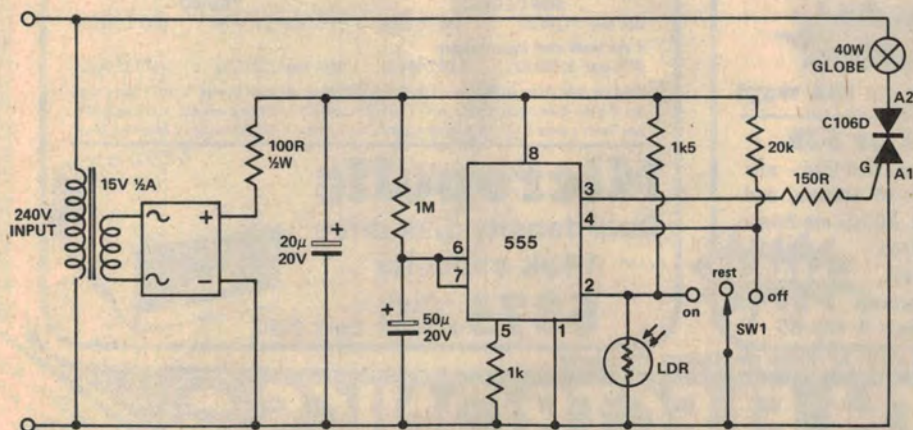 40W
GLOBE
A2
C106D
G
A1
100R
½W
15V ½A
240V
INPUT
+
−
+
20µ
20V
1M
+
50µ
20V
8
555
3
4
6
7
2
5
1
1k
1k5
20k
150R
LDR
on
rest
off
SW1